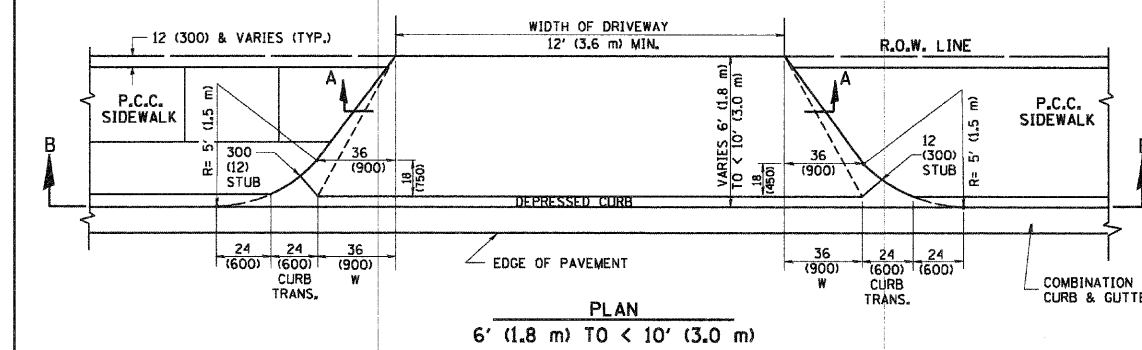 12 (300) & VARIES (TYP.)
WIDTH OF DRIVEWAY
12' (3.6 m) MIN.
R.O.W. LINE
P.C.C.
SIDEWALK
R= 5' (1.5 m)
A
300
(12)
STUB
36
(900)
18
(750)
VARIES 6' (1.8 m)
TO < 10' (3.0 m)
36
(900)
18
(450)
A
12
(300)
STUB
R= 5' (1.5 m)
P.C.C.
SIDEWALK
B
DEPRESSED CURB
24
(600)
24
(600)
CURB
TRANS.
36
(900)
W
EDGE OF PAVEMENT
36
(900)
W
24
(600)
CURB
TRANS.
24
(600)
COMBINATION
CURB & GUTTE
PLAN
6' (1.8 m) TO < 10' (3.0 m)